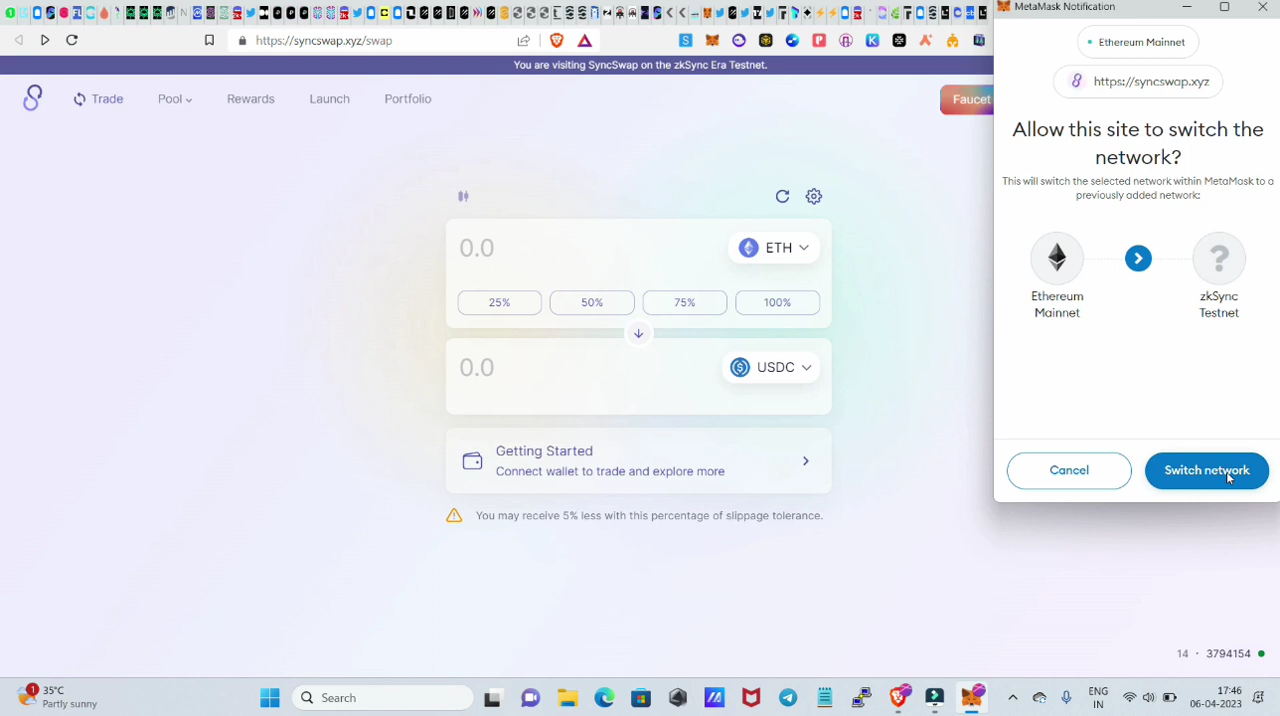 MetaMask Notification
https://syncswap.xyz/swap
Ethereum Mainnet
You are visiting SyncSwap on the zkSync Era Testnet.
https://syncswap.xyz
Trade
Pool
Rewards
Launch
Portfolio
Faucet
Allow this site to switch the
network?
This will switch the selected network within MetaMask to a
previously added network:
0.0
ETH
25%
50%
75%
100%
Ethereum
Mainnet
zkSync
Testnet
0.0
USDC
Getting Started
Connect wallet to trade and explore more
Cancel
Switch network
You may receive 5% less with this percentage of slippage tolerance.
14 · 3794154
1
35°C
Partly sunny
Search
ENG
IN
17:46
06-04-2023